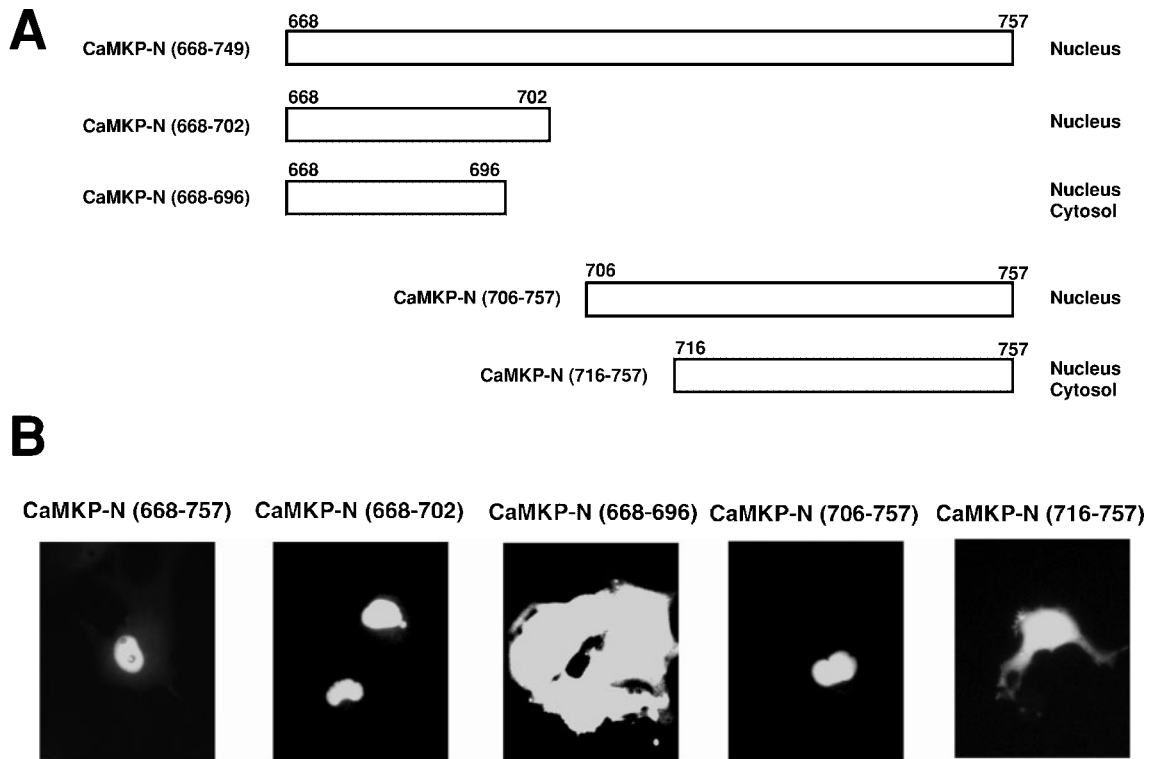 A
668 757
CaMKP-N (668-749) Nucleus
668 702
CaMKP-N (668-702) Nucleus
668 696
CaMKP-N (668-696) Nucleus
Cytosol
706 757
CaMKP-N (706-757) Nucleus
716 757
CaMKP-N (716-757) Nucleus
Cytosol
B
CaMKP-N (668-757) CaMKP-N (668-702) CaMKP-N (668-696) CaMKP-N (706-757) CaMKP-N (716-757)